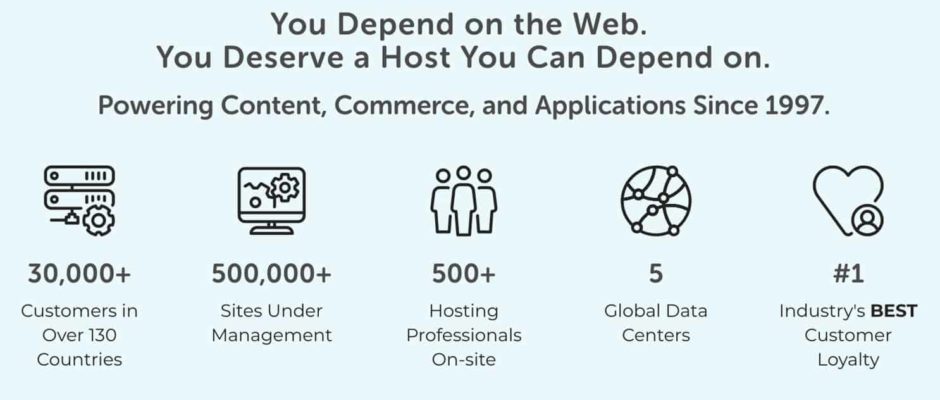 You Depend on the Web.
You Deserve a Host You Can Depend on.
Powering Content, Commerce, and Applications Since 1997.
30,000+
Customers in
Over 130
Countries
500,000+
Sites Under
Management
500+
Hosting
Professionals
On-site
5
Global Data
Centers
#1
Industry's BEST
Customer
Loyalty